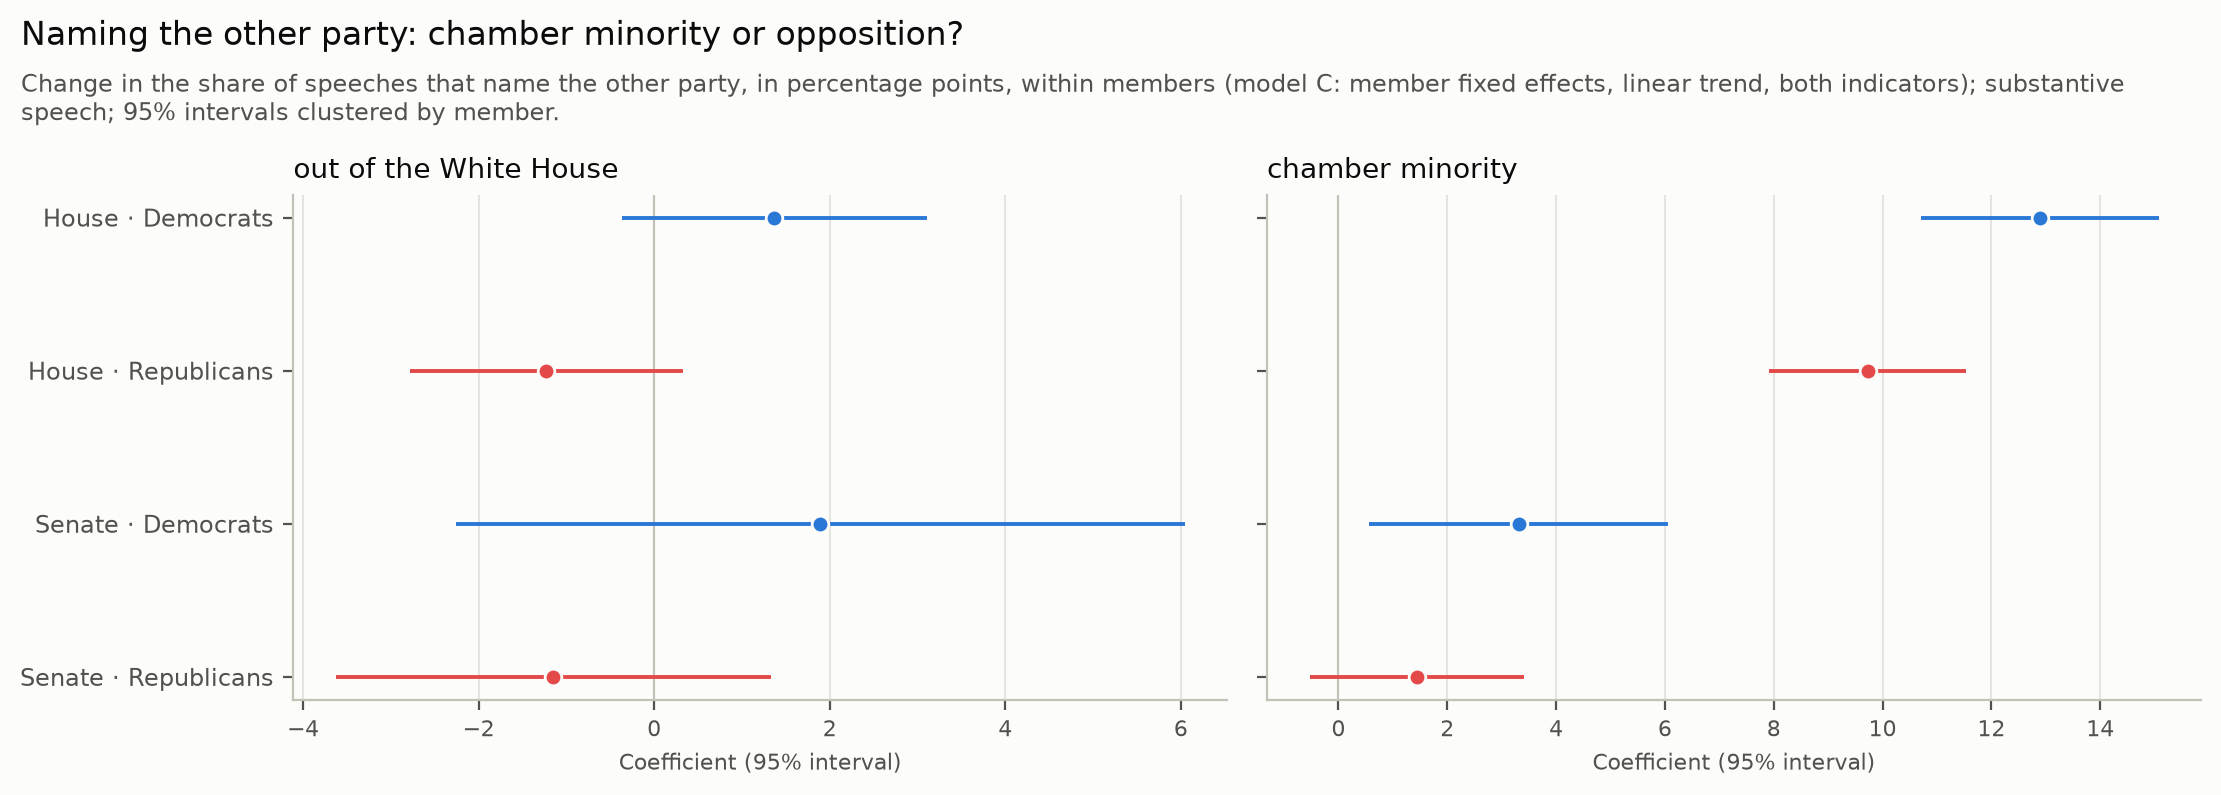 Naming the other party: chamber minority or opposition?
Change in the share of speeches that name the other party, in percentage points, within members (model C: member fixed effects, linear trend, both indicators); substantive
speech; 95% intervals clustered by member.
out of the White House
chamber minority
House · Democrats
House · Republicans
Senate · Democrats
Senate · Republicans
−4 −2 0 2 4 6
0 2 4 6 8 10 12 14
Coefficient (95% interval)
Coefficient (95% interval)